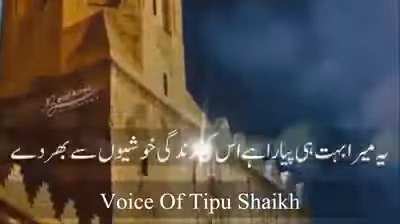 یہ میرا بہت ہی پیارا ہے اس کی زندگی خوشیوں سے بھر دے
Voice Of Tipu Shaikh